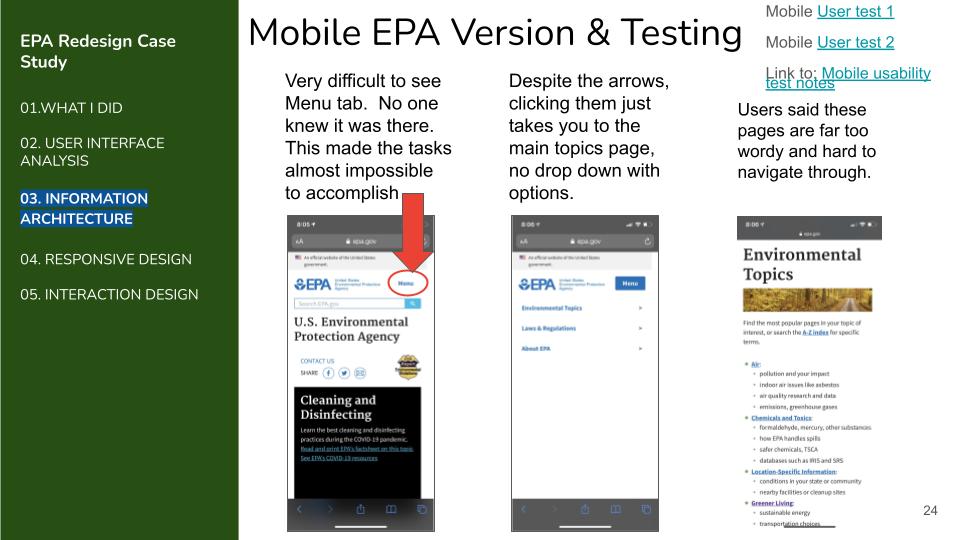 EPA Redesign Case
Study
01.WHAT I DID
02. USER INTERFACE
ANALYSIS
03. INFORMATION
ARCHITECTURE
04. RESPONSIVE DESIGN
05. INTERACTION DESIGN
Mobile EPA Version & Testing
Mobile User test 1
Mobile User test 2
Link to: Mobile usability
test notes
Very difficult to see
Menu tab.  No one
knew it was there.
This made the tasks
almost impossible
to accomplish
Despite the arrows,
clicking them just
takes you to the
main topics page,
no drop down with
options.
Users said these
pages are far too
wordy and hard to
navigate through.
8:05
AA epa.gov
An official website of the United States
government.
EPA United States
Environmental Protection
Agency
Menu
Search EPA.gov
U.S. Environmental
Protection Agency
CONTACT US
SHARE
Cleaning and
Disinfecting
Learn the best cleaning and disinfecting
practices during the COVID-19 pandemic.
Read and print EPA's factsheet on this topic
See EPA's COVID-19 resources
8:06
AA epa.gov
An official website of the United States
government.
EPA United States
Environmental Protection
Agency
Menu
Environmental Topics >
Laws & Regulations >
About EPA >
8:06
epa.gov
Environmental
Topics
Find the most popular pages in your topic of
interest, or search the A-Z index for specific
terms.
Air:
pollution and your impact
indoor air issues like asbestos
air quality research and data
emissions, greenhouse gases
Chemicals and Toxics:
formaldehyde, mercury, other substances
how EPA handles spills
safer chemicals, TSCA
databases such as IRIS and SRS
Location-Specific Information:
conditions in your state or community
nearby facilities or cleanup sites
Greener Living:
sustainable energy
transportation choices
24